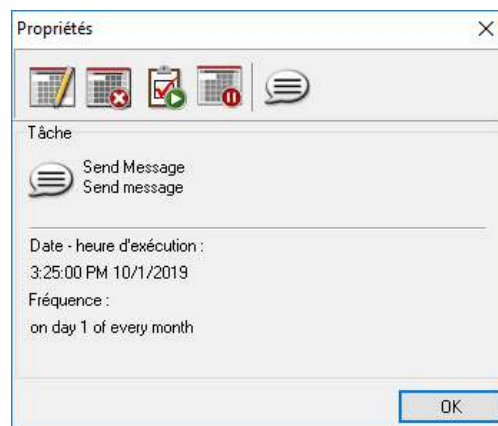 Propriétés
Tâche
Send Message
Send message
Date - heure d'exécution :
3:25:00 PM 10/1/2019
Fréquence :
on day 1 of every month
OK